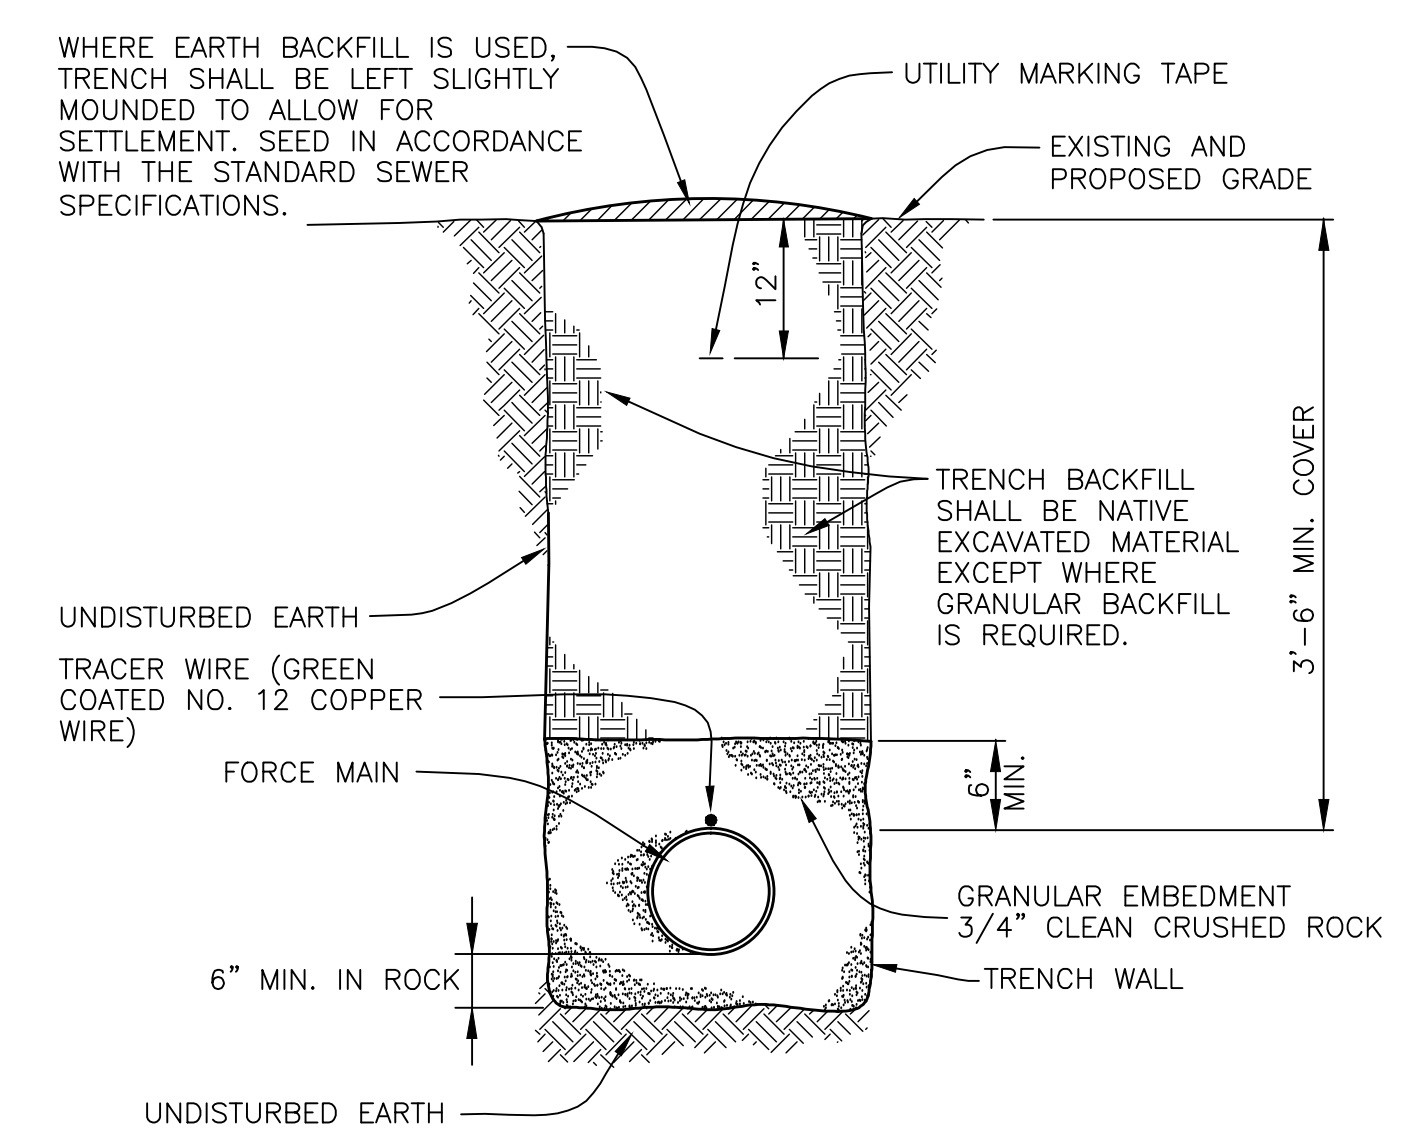 WHERE EARTH BACKFILL IS USED,
TRENCH SHALL BE LEFT SLIGHTLY
MOUNDED TO ALLOW FOR
SETTLEMENT. SEED IN ACCORDANCE
WITH THE STANDARD SEWER
SPECIFICATIONS.
UTILITY MARKING TAPE
EXISTING AND
PROPOSED GRADE
12”
TRENCH BACKFILL
SHALL BE NATIVE
EXCAVATED MATERIAL
EXCEPT WHERE
GRANULAR BACKFILL
IS REQUIRED.
3’–6” MIN. COVER
UNDISTURBED EARTH
TRACER WIRE (GREEN
COATED NO. 12 COPPER
WIRE)
FORCE MAIN
6”
MIN.
GRANULAR EMBEDMENT
3/4” CLEAN CRUSHED ROCK
6” MIN. IN ROCK
TRENCH WALL
UNDISTURBED EARTH